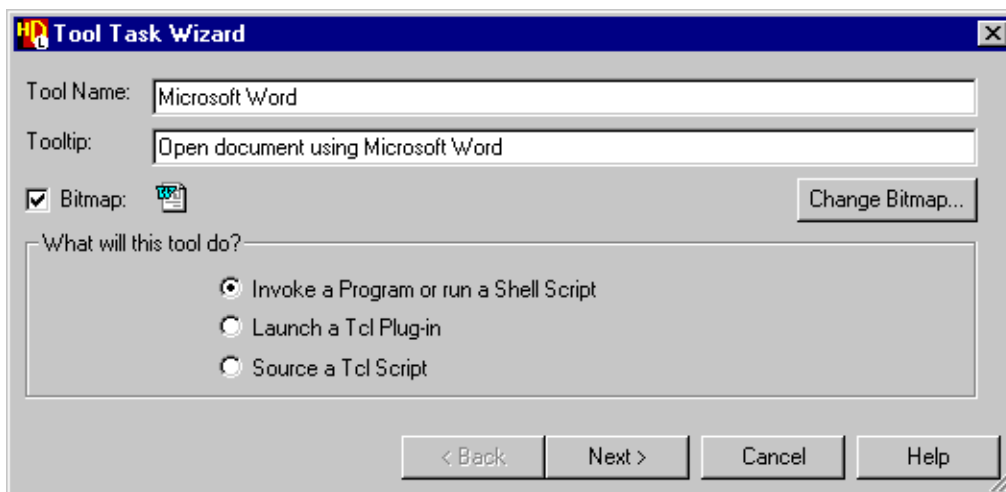 HDL Tool Task Wizard
Tool Name: Microsoft Word
Tooltip: Open document using Microsoft Word
Bitmap: Change Bitmap...
What will this tool do?
Invoke a Program or run a Shell Script
Launch a Tcl Plug-in
Source a Tcl Script
< Back Next > Cancel Help